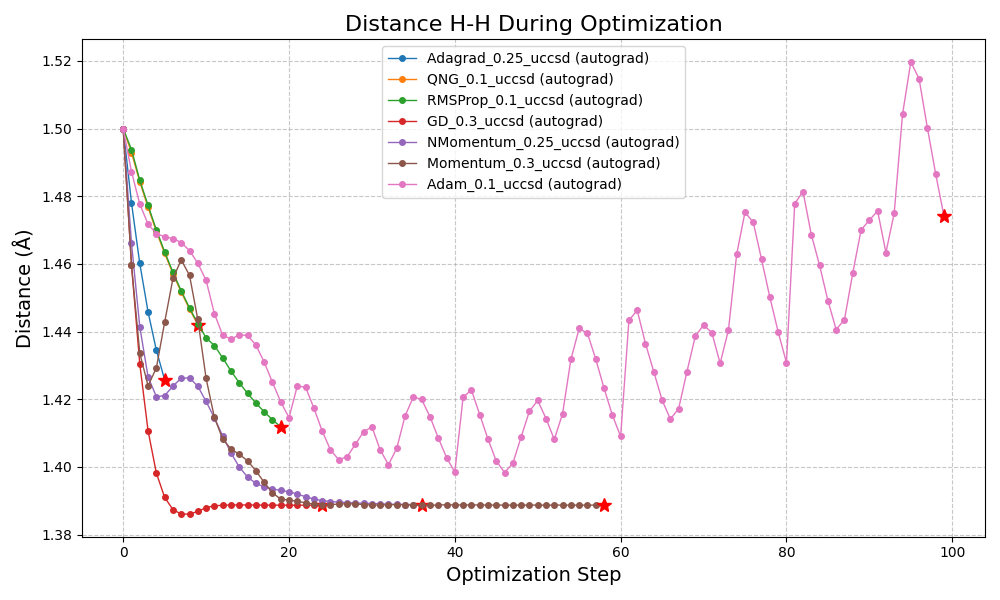 Distance H-H During Optimization
Adagrad_0.25_uccsd (autograd)
QNG_0.1_uccsd (autograd)
RMSProp_0.1_uccsd (autograd)
GD_0.3_uccsd (autograd)
NMomentum_0.25_uccsd (autograd)
Momentum_0.3_uccsd (autograd)
Adam_0.1_uccsd (autograd)
Distance (Å)
1.52
1.50
1.48
1.46
1.44
1.42
1.40
1.38
0 20 40 60 80 100
Optimization Step